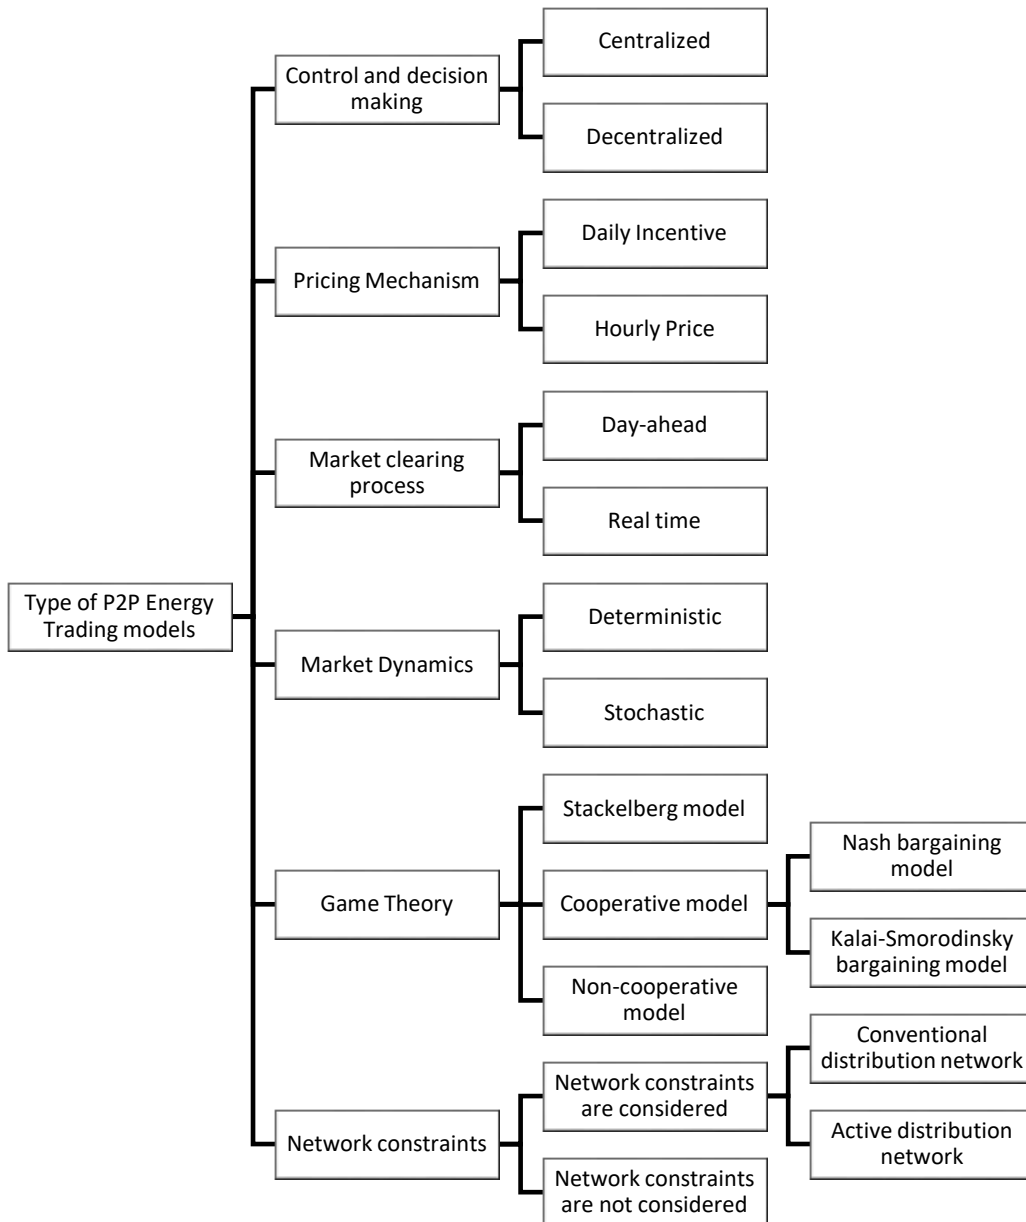 Type of P2P Energy
Trading models
Control and decision
making
Centralized
Decentralized
Pricing Mechanism
Daily Incentive
Hourly Price
Market clearing
process
Day-ahead
Real time
Market Dynamics
Deterministic
Stochastic
Game Theory
Stackelberg model
Cooperative model
Nash bargaining
model
Kalai-Smorodinsky
bargaining model
Non-cooperative
model
Network constraints
Network constraints
are considered
Conventional
distribution network
Active distribution
network
Network constraints
are not considered